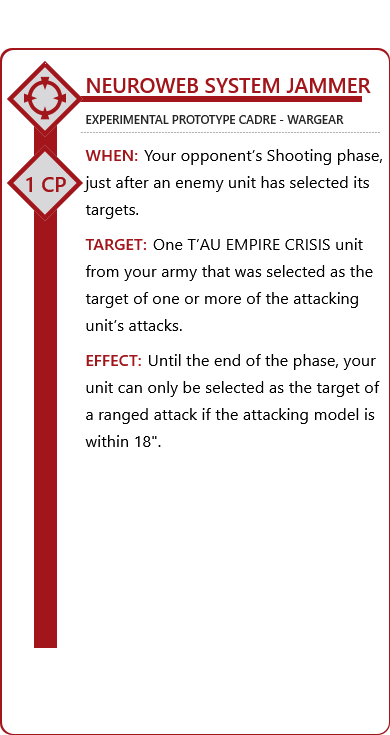 NEUROWEB SYSTEM JAMMER
EXPERIMENTAL PROTOTYPE CADRE - WARGEAR
1 CP
WHEN: Your opponent’s Shooting phase,
just after an enemy unit has selected its
targets.
TARGET: One T’AU EMPIRE CRISIS unit
from your army that was selected as the
target of one or more of the attacking
unit’s attacks.
EFFECT: Until the end of the phase, your
unit can only be selected as the target of
a ranged attack if the attacking model is
within 18".